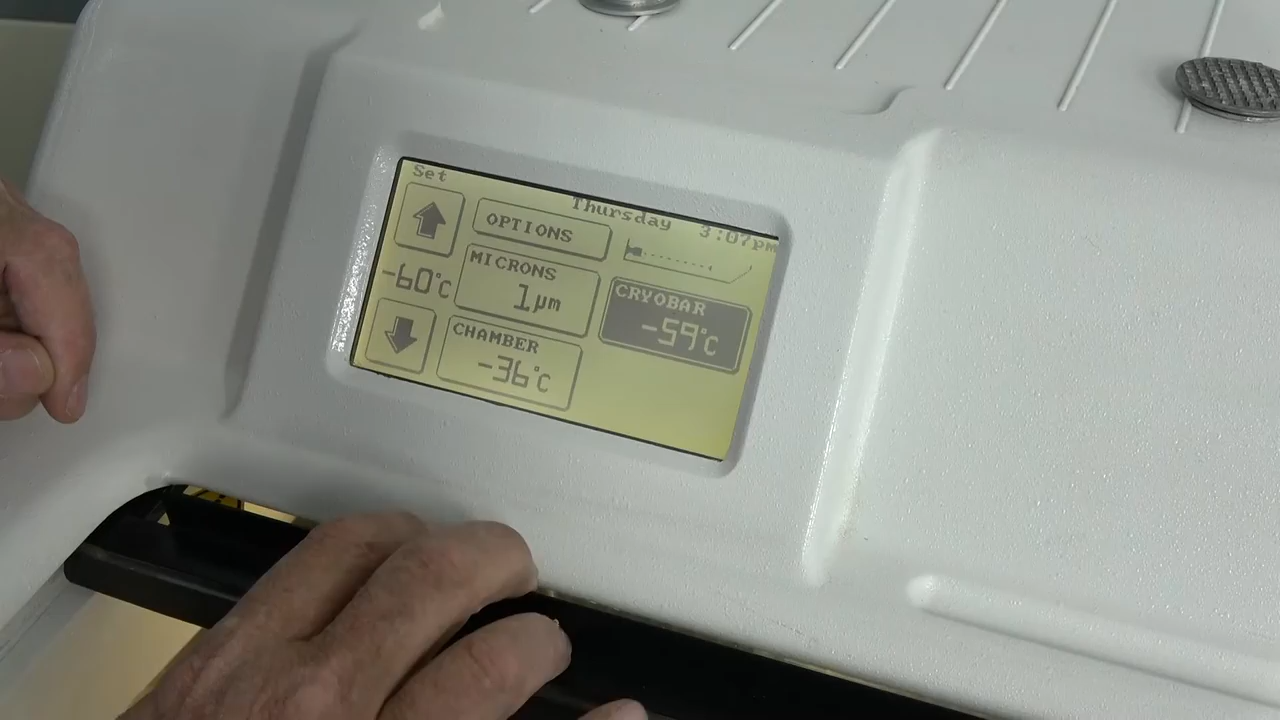 Set
Thursday 3:07pm
OPTIONS
MICRONS
1µm
-60°C
CRYOBAR
-59°C
CHAMBER
-36°C